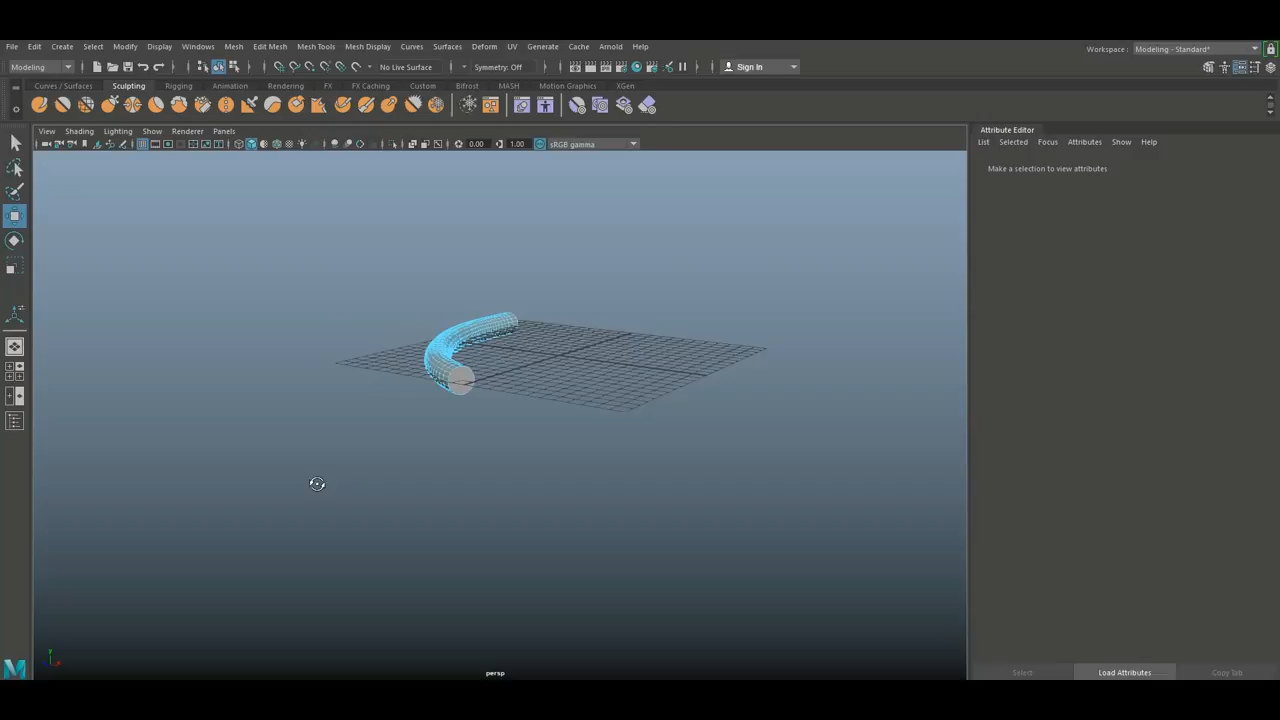 File Edit Create Select Modify Display Windows Mesh Edit Mesh Mesh Tools Mesh Display Curves Surfaces Deform UV Generate Cache Arnold Help
Workspace : Modeling - Standard*
Modeling
No Live Surface
Symmetry: Off
Sign In
Curves / Surfaces Sculpting Rigging Animation Rendering FX FX Caching Custom Bifrost MASH Motion Graphics XGen
View Shading Lighting Show Renderer Panels
0.00 1.00 sRGB gamma
Attribute Editor
List Selected Focus Attributes Show Help
Make a selection to view attributes
y
persp
Select Load Attributes Copy Tab